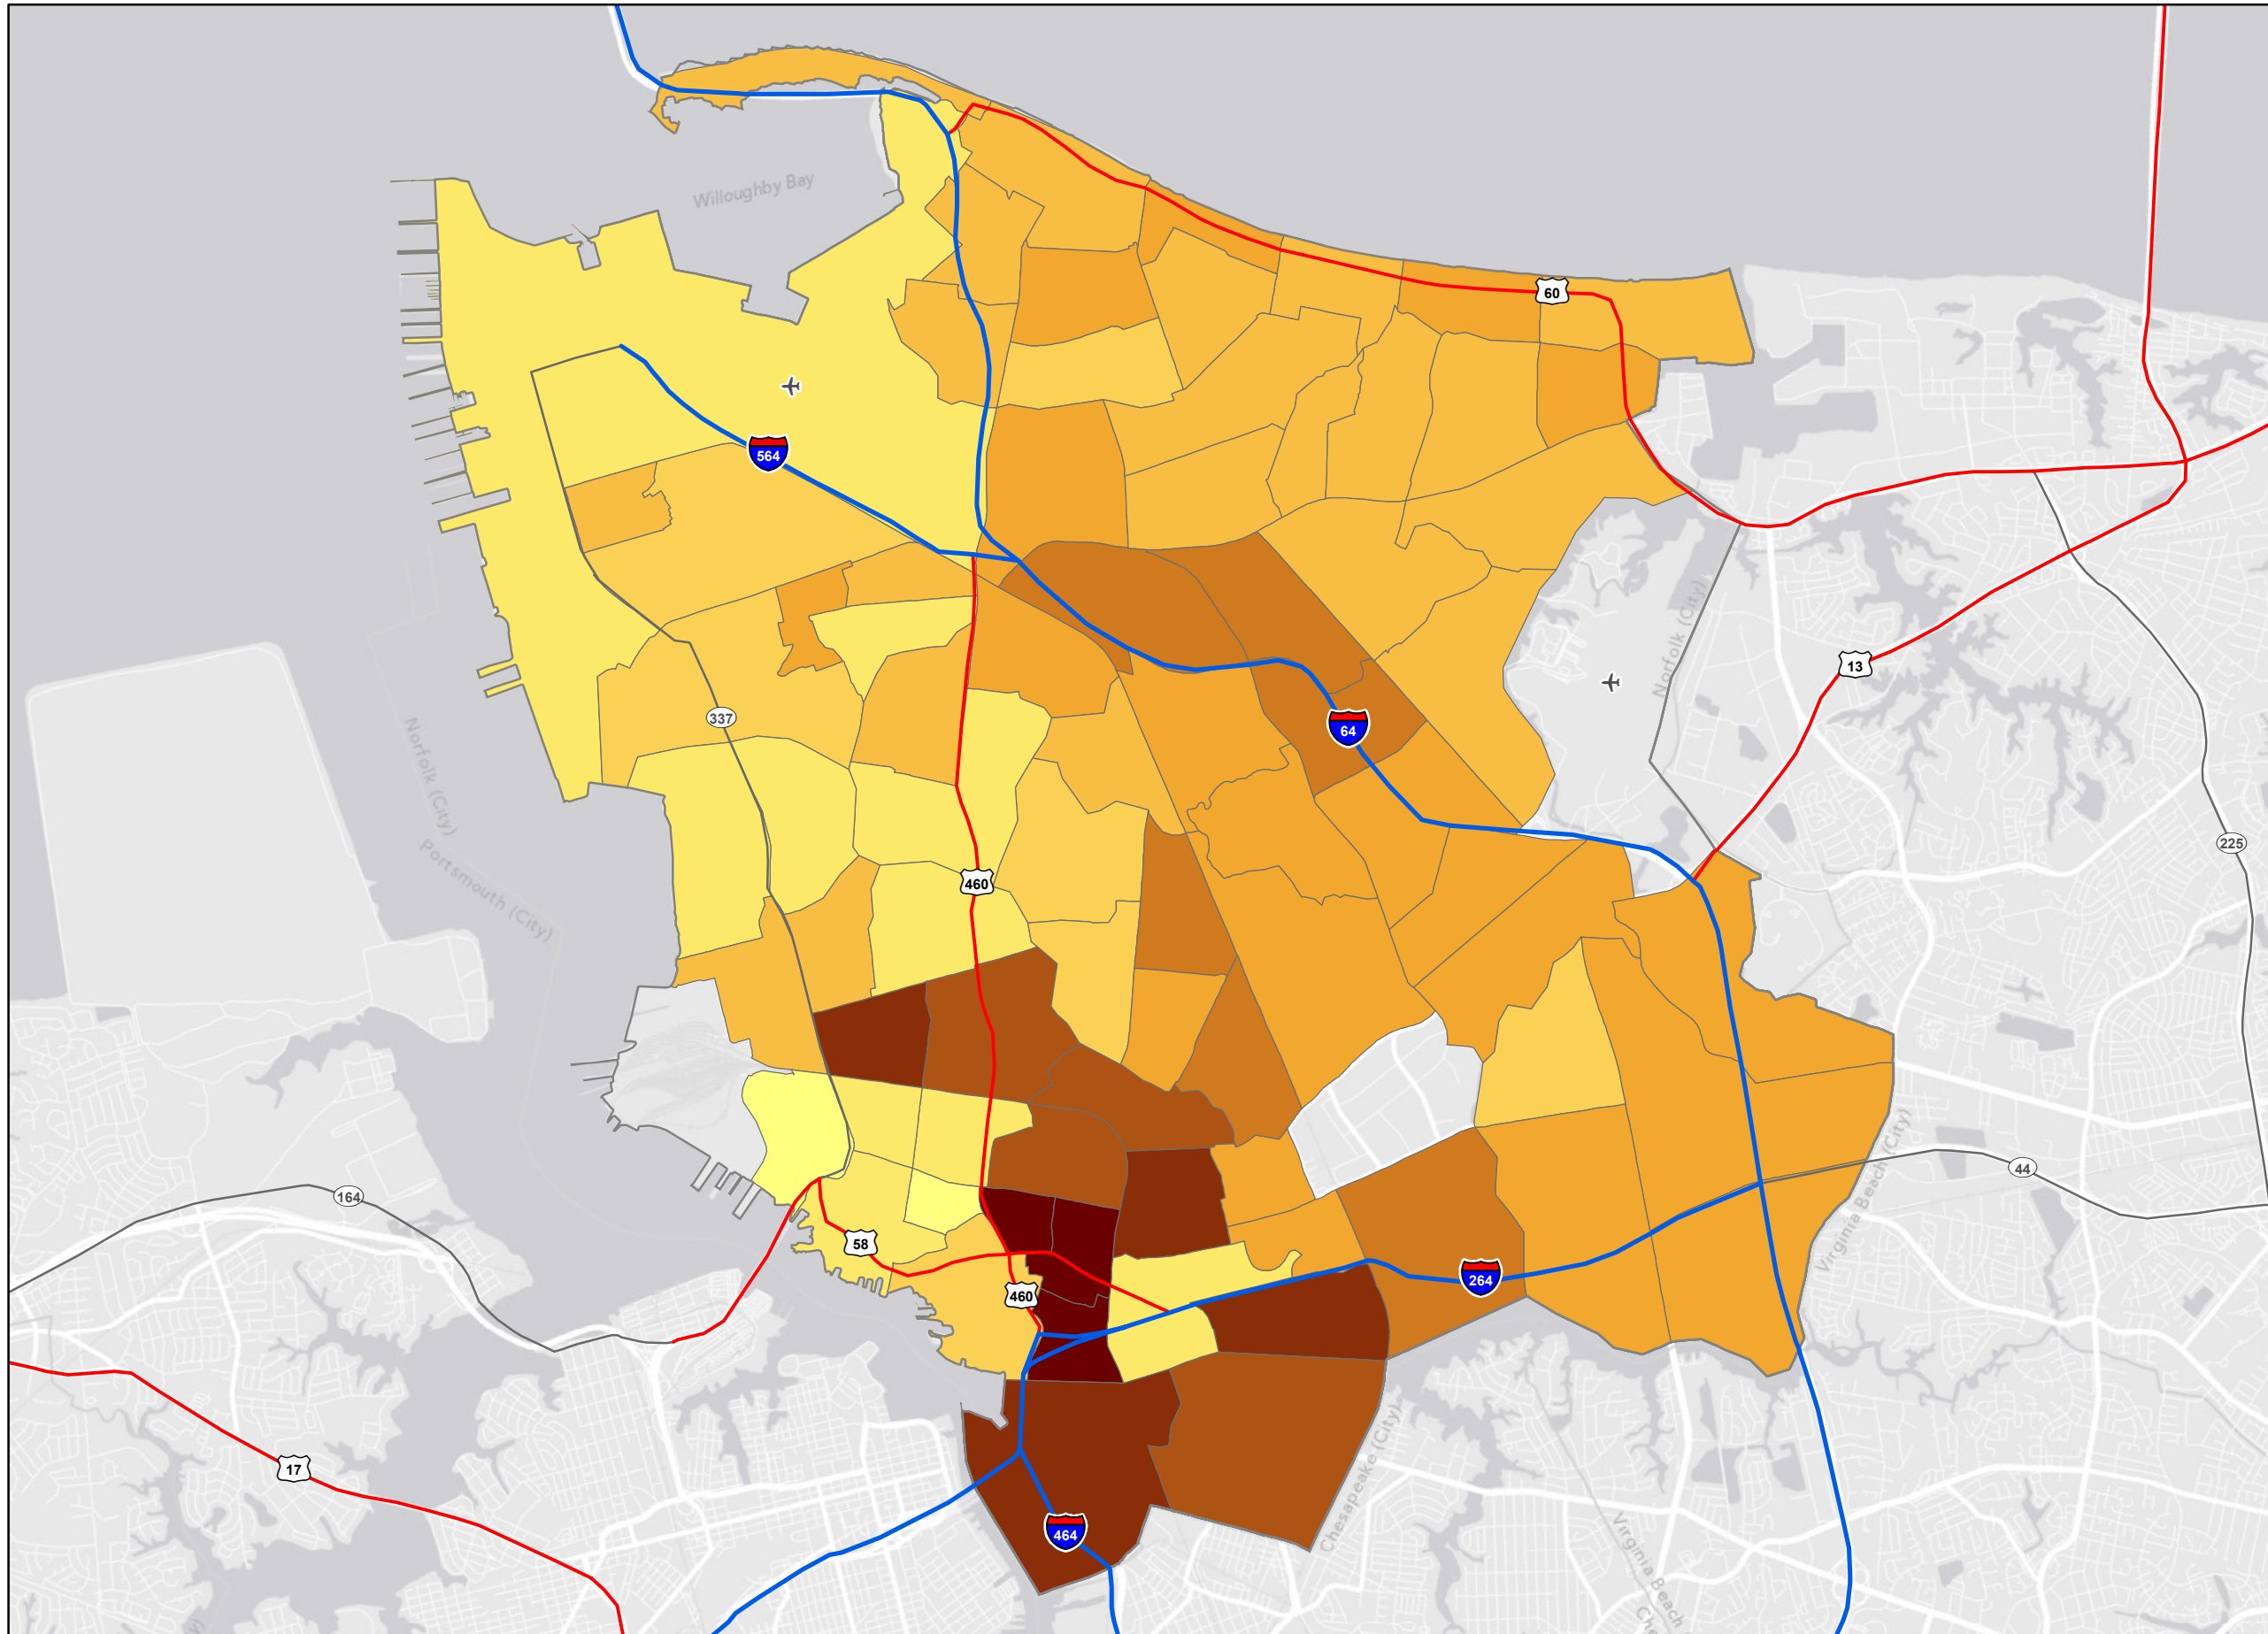 Willoughby Bay
60
564
13
Norfolk (City)
64
337
Norfolk (City)
Portsmouth (City)
225
460
44
164
Virginia Beach (City)
58
264
460
Chesapeake (City)
17
464
Virginia Beach